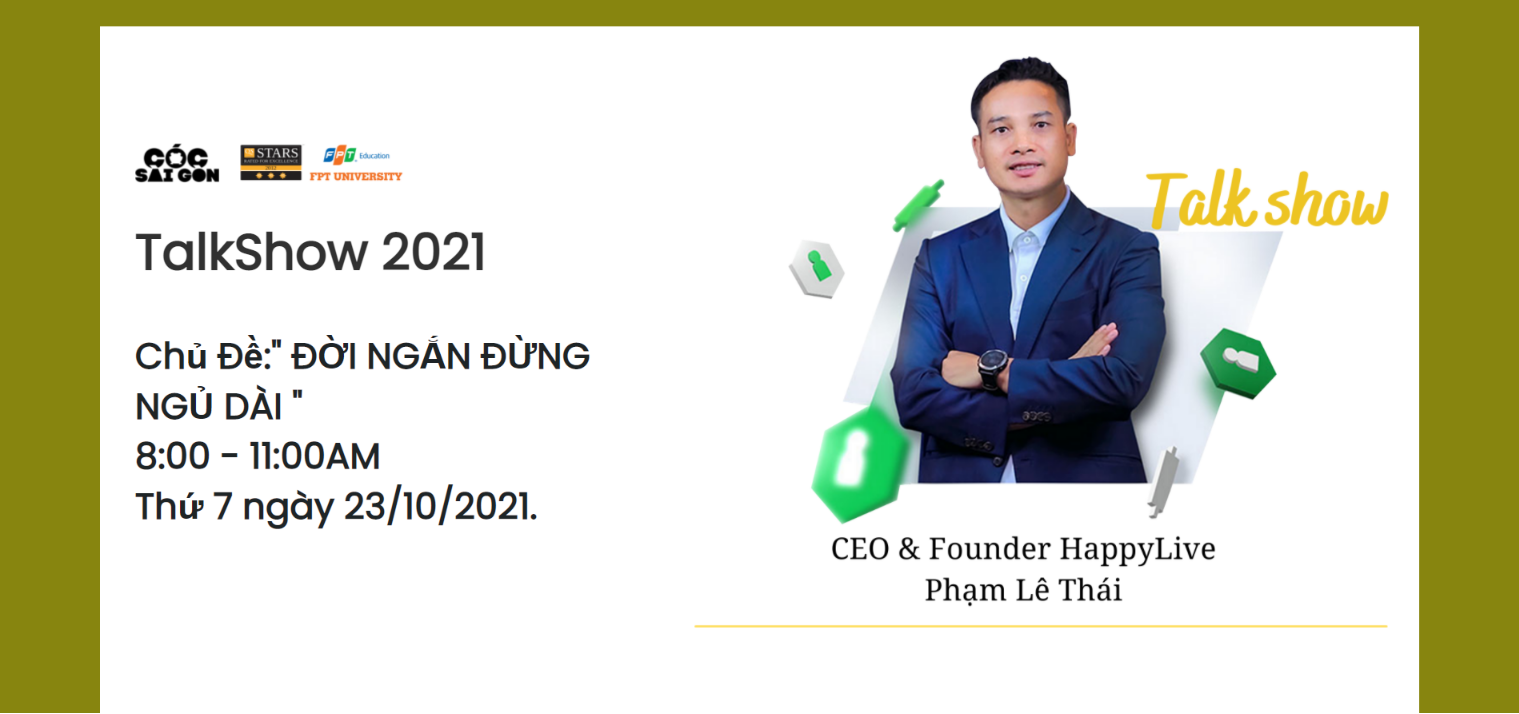 CÓC
SÀI GÒN
STARS
RATED FOR EXCELLENCE
2012
FPT. Education
FPT UNIVERSITY
TalkShow 2021
Chủ Đề:" ĐỜI NGẮN ĐỪNG
NGỦ DÀI "
8:00 - 11:00AM
Thứ 7 ngày 23/10/2021.
Talk show
CEO & Founder HappyLive
Phạm Lê Thái